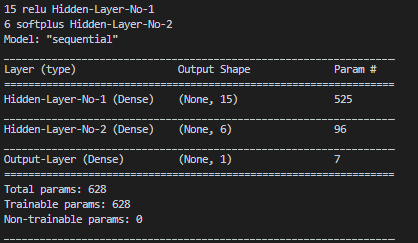 15 relu Hidden-Layer-No-1
6 softplus Hidden-Layer-No-2
Model: "sequential"
_________________________________________________________________
Layer (type)                 Output Shape              Param #
=================================================================
Hidden-Layer-No-1 (Dense)    (None, 15)                525
_________________________________________________________________
Hidden-Layer-No-2 (Dense)    (None, 6)                 96
_________________________________________________________________
Output-Layer (Dense)         (None, 1)                 7
=================================================================
Total params: 628
Trainable params: 628
Non-trainable params: 0
_________________________________________________________________